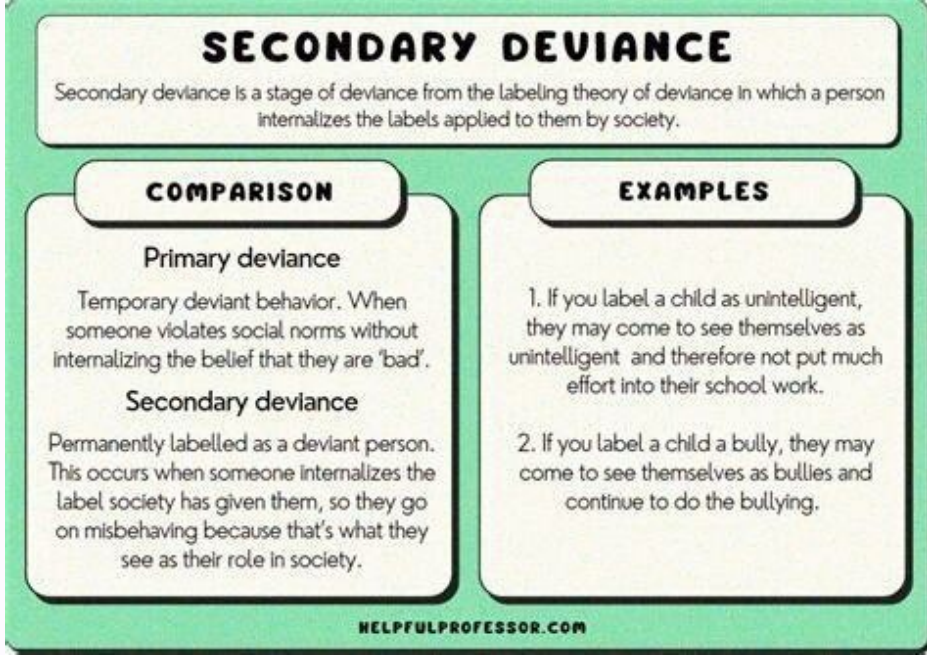 SECONDARY DEVIANCE
Secondary deviance is a stage of deviance from the labeling theory of deviance in which a person
internalizes the labels applied to them by society.
COMPARISON
Primary deviance
Temporary deviant behavior. When
someone violates social norms without
internalizing the belief that they are 'bad'.
Secondary deviance
Permanently labelled as a deviant person.
This occurs when someone internalizes the
label society has given them, so they go
on misbehaving because that's what they
see as their role in society.
EXAMPLES
1. If you label a child as unintelligent,
they may come to see themselves as
unintelligent and therefore not put much
effort into their school work.
2. If you label a child a bully, they may
come to see themselves as bullies and
continue to do the bullying.
HELPFULPROFESSOR.COM